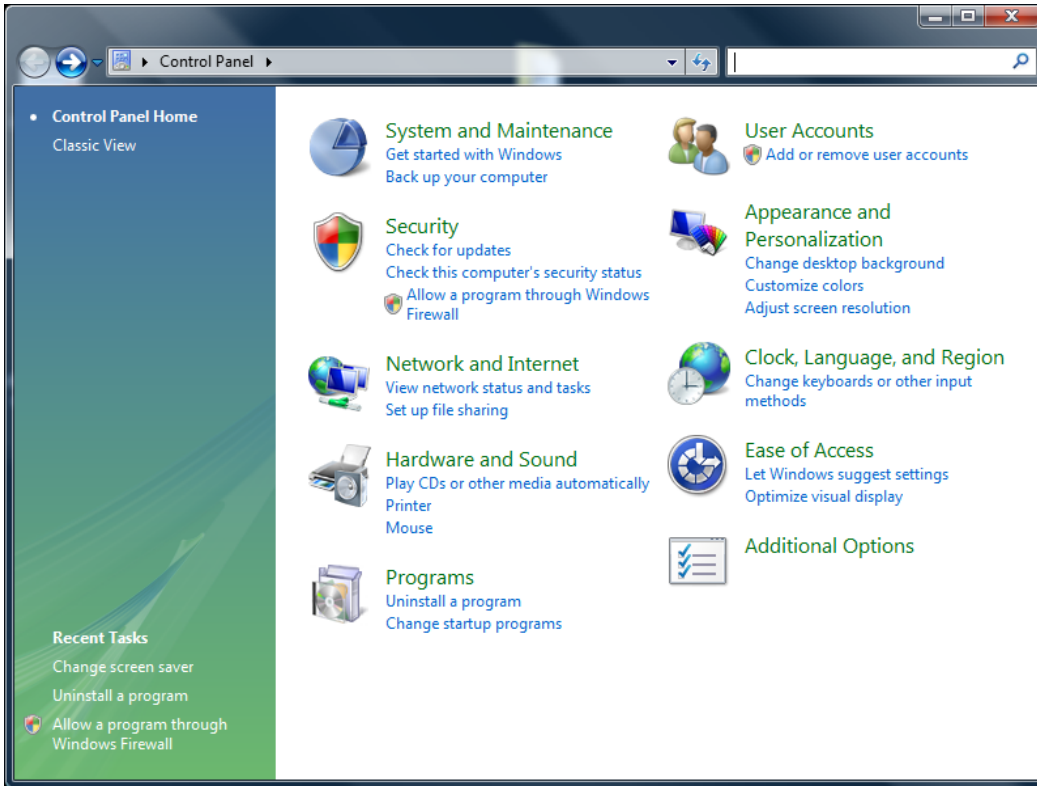 Control Panel
Control Panel Home
Classic View
Recent Tasks
Change screen saver
Uninstall a program
Allow a program through
Windows Firewall
System and Maintenance
Get started with Windows
Back up your computer
Security
Check for updates
Check this computer's security status
Allow a program through Windows
Firewall
Network and Internet
View network status and tasks
Set up file sharing
Hardware and Sound
Play CDs or other media automatically
Printer
Mouse
Programs
Uninstall a program
Change startup programs
User Accounts
Add or remove user accounts
Appearance and
Personalization
Change desktop background
Customize colors
Adjust screen resolution
Clock, Language, and Region
Change keyboards or other input
methods
Ease of Access
Let Windows suggest settings
Optimize visual display
Additional Options